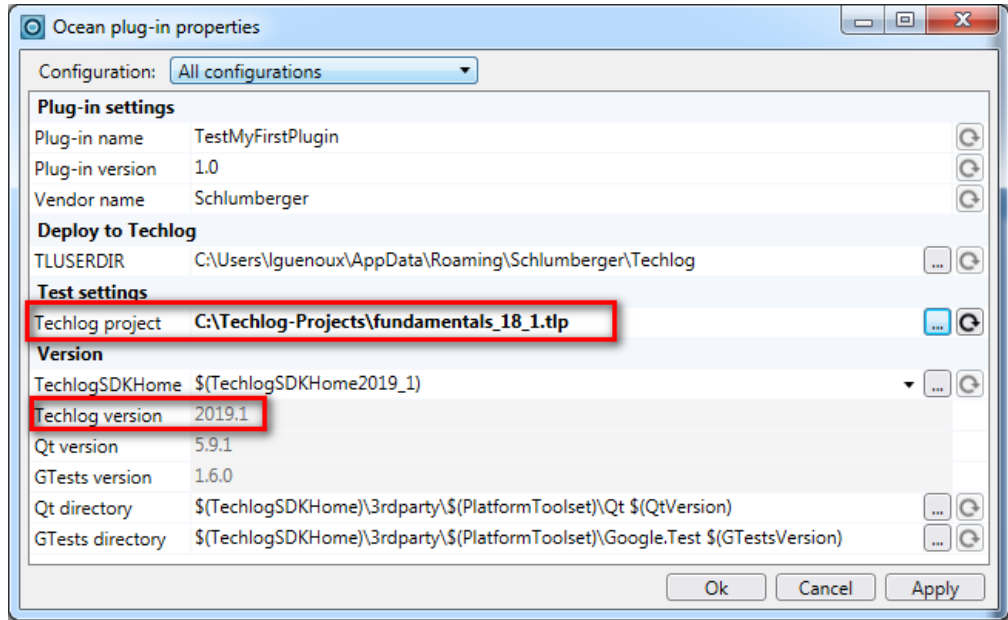 Ocean plug-in properties
Configuration: All configurations
Plug-in settings
Plug-in name TestMyFirstPlugin
Plug-in version 1.0
Vendor name Schlumberger
Deploy to Techlog
TLUSERDIR C:\Users\lguenoux\AppData\Roaming\Schlumberger\Techlog ...
Test settings
Techlog project C:\Techlog-Projects\fundamentals_18_1.tlp ...
Version
TechlogSDKHome $(TechlogSDKHome2019_1) ...
Techlog version 2019.1
Qt version 5.9.1
GTests version 1.6.0
Qt directory $(TechlogSDKHome)\3rdparty\$(PlatformToolset)\Qt $(QtVersion) ...
GTests directory $(TechlogSDKHome)\3rdparty\$(PlatformToolset)\Google.Test $(GTestsVersion) ...
Ok Cancel Apply